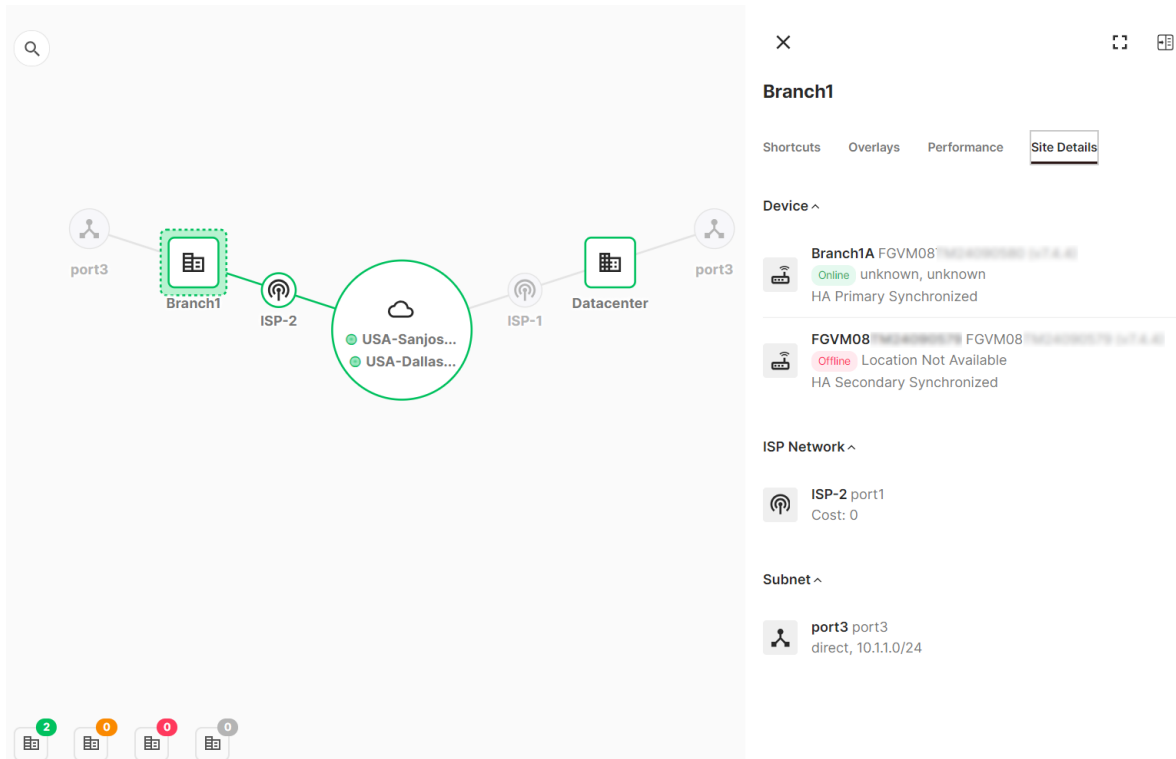 port3
Branch1
ISP-2
USA-Sanjos...
USA-Dallas...
ISP-1
Datacenter
port3
2
0
0
0
Branch1
Shortcuts
Overlays
Performance
Site Details
Device
Branch1A FGVM08
Online unknown, unknown
HA Primary Synchronized
FGVM08 FGVM08
Offline Location Not Available
HA Secondary Synchronized
ISP Network
ISP-2 port1
Cost: 0
Subnet
port3 port3
direct, 10.1.1.0/24